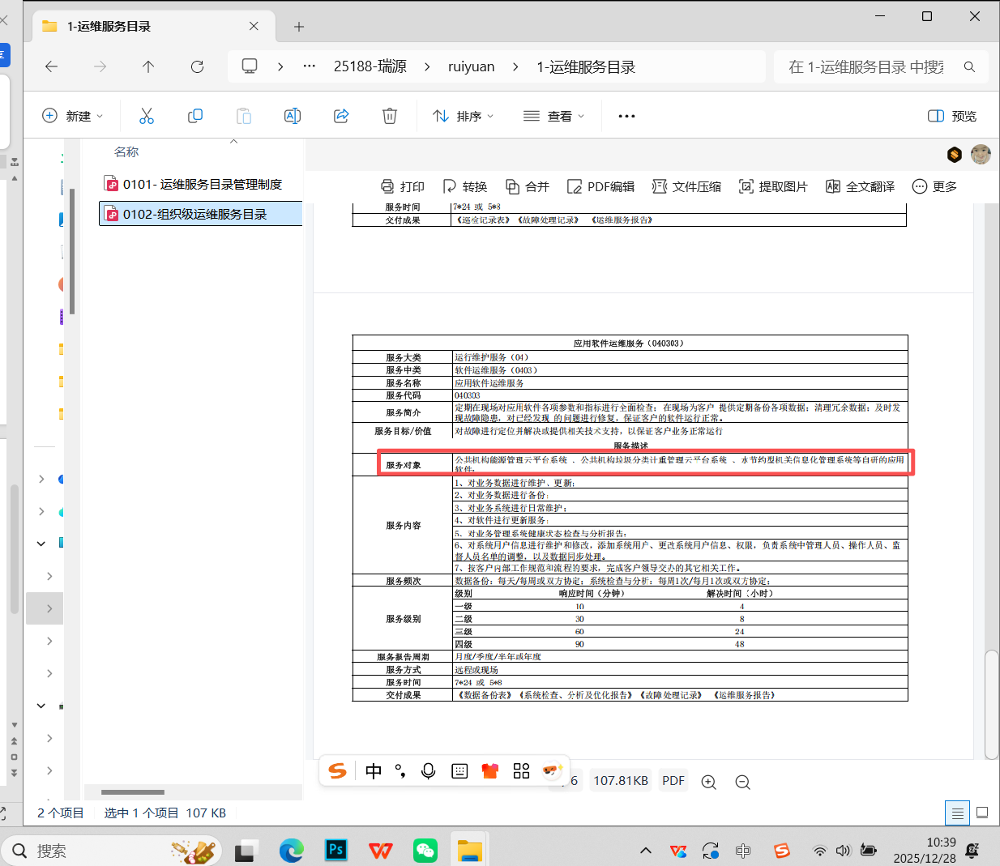 1-运维服务目录
25188-瑞源
ruiyuan
1-运维服务目录
在 1-运维服务目录 中搜索
新建
排序
查看
预览
名称
0101- 运维服务目录管理制度
0102-组织级运维服务目录
打印
转换
合并
PDF编辑
文件压缩
提取图片
全文翻译
更多
服务时间 7*24 或 5*8
交付成果 《巡检记录表》《故障处理记录》 《运维服务报告》
应用软件运维服务（040303）
服务大类 运行维护服务（04）
服务中类 软件运维服务（0403）
服务名称 应用软件运维服务
服务代码 040303
服务简介 定期在现场对应用软件各项参数和指标进行全面检查；在现场为客户 提供定期备份各项数据；清理冗余数据；及时发
现故障隐患，对已经发现 的问题进行修复，保证客户的软件运行正常。
服务目标/价值 对故障进行定位并解决或提供相关技术支持，以保证客户业务正常运行
服务描述
服务对象 公共机构能源管理云平台系统 、公共机构垃圾分类计重管理云平台系统 、水节约型机关信息化管理系统等自研的应用
软件。
服务内容
1、对业务数据进行维护、更新；
2、对业务数据进行备份；
3、对业务系统进行日常维护；
4、对软件进行更新服务；
5、对业务管理系统健康状态检查与分析报告；
6、对系统用户信息进行维护和修改，添加系统用户、更改系统用户信息、权限，负责系统中管理人员、操作人员、监
督人员名单的调整，以及数据同步处理。
7、按客户内部工作规范和流程的要求，完成客户领导交办的其它相关工作。
服务频次 数据备份：每天/每周或双方协定；系统检查与分析：每周1次/每月1次或双方协定；
服务级别
级别 响应时间（分钟） 解决时间（小时）
一级 10 4
二级 30 8
三级 60 24
四级 90 48
服务报告周期 月度/季度/半年或年度
服务方式 远程或现场
服务时间 7*24 或 5*8
交付成果 《数据备份表》《系统检查、分析及优化报告》《故障处理记录》 《运维服务报告》
中
6
107.81KB
PDF
2 个项目
选中 1 个项目 107 KB
搜索
Ps
中
10:39
2025/12/28